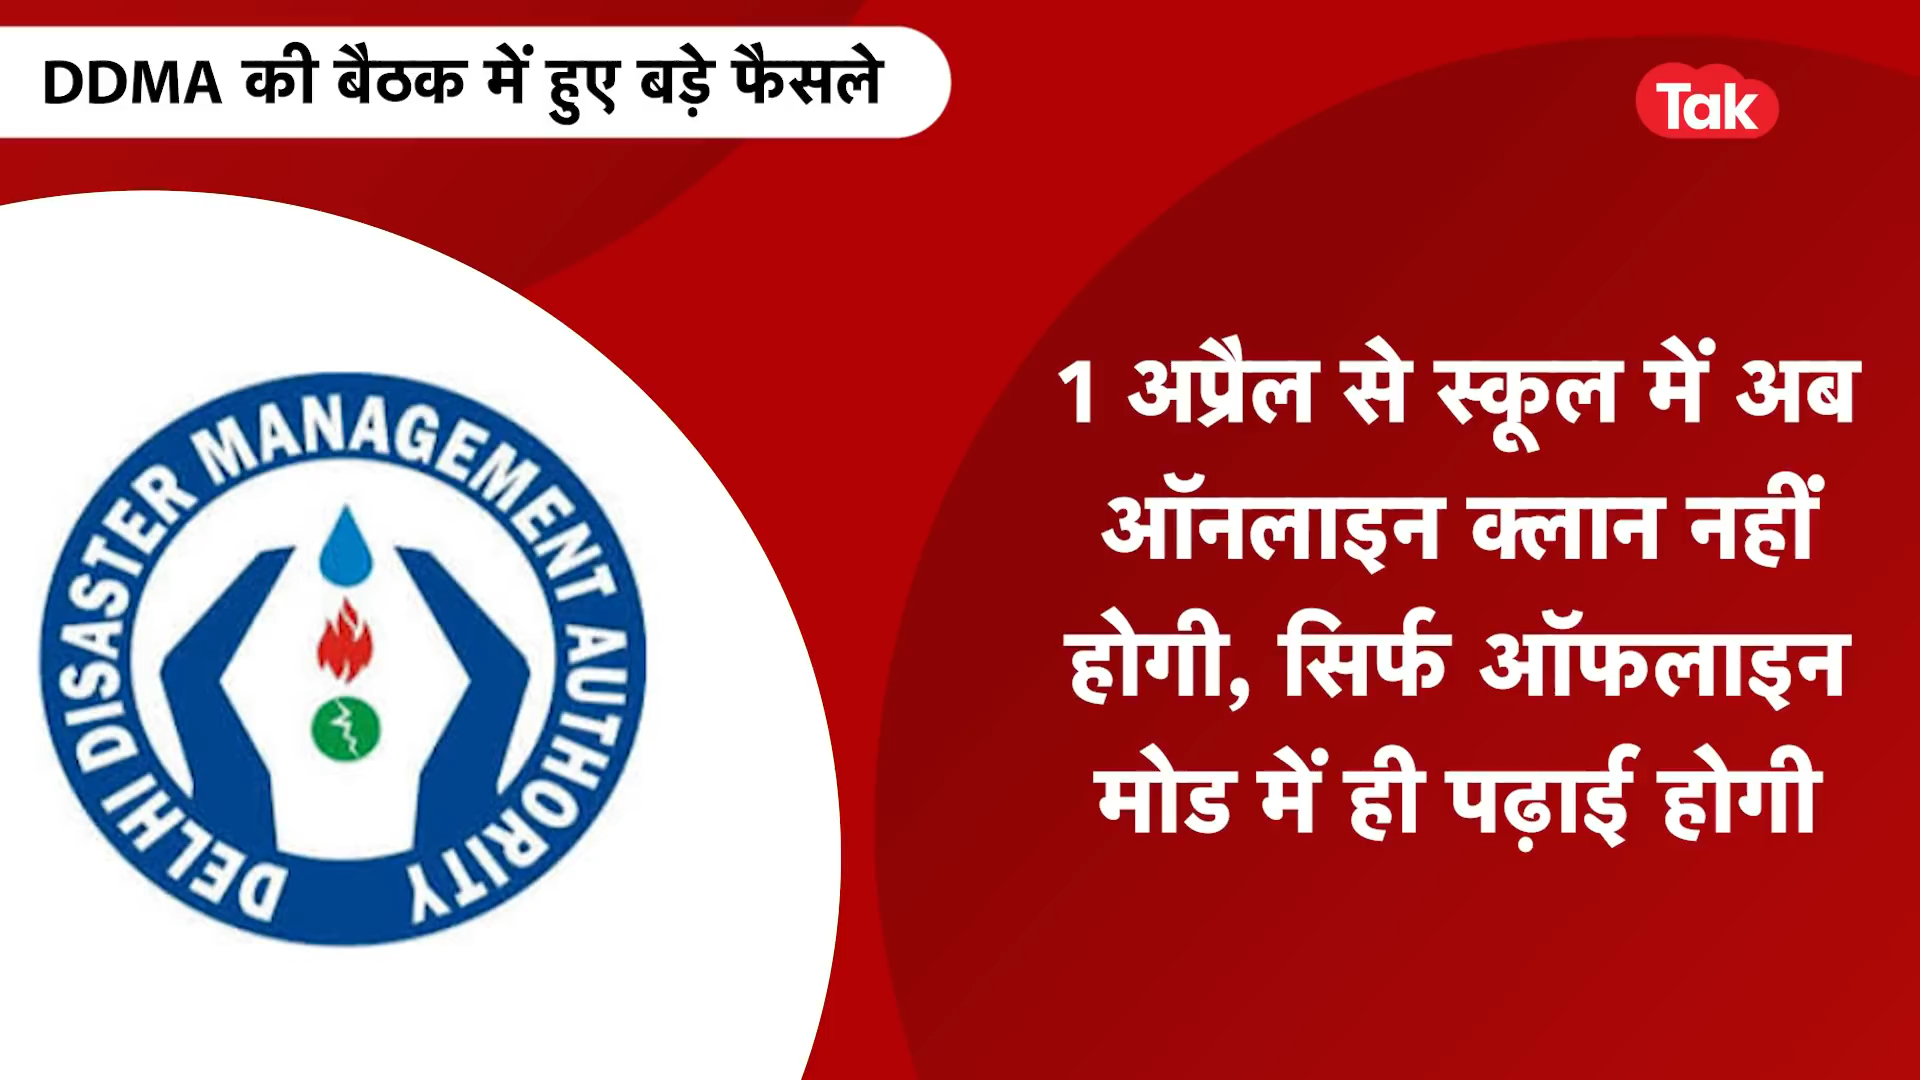 DDMA की बैठक में हुए बड़े फैसले
Tak
DELHI DISASTER MANAGEMENT AUTHORITY
1 अप्रैल से स्कूल में अब
ऑनलाइन क्लान नहीं
होगी, सिर्फ ऑफलाइन
मोड में ही पढ़ाई होगी